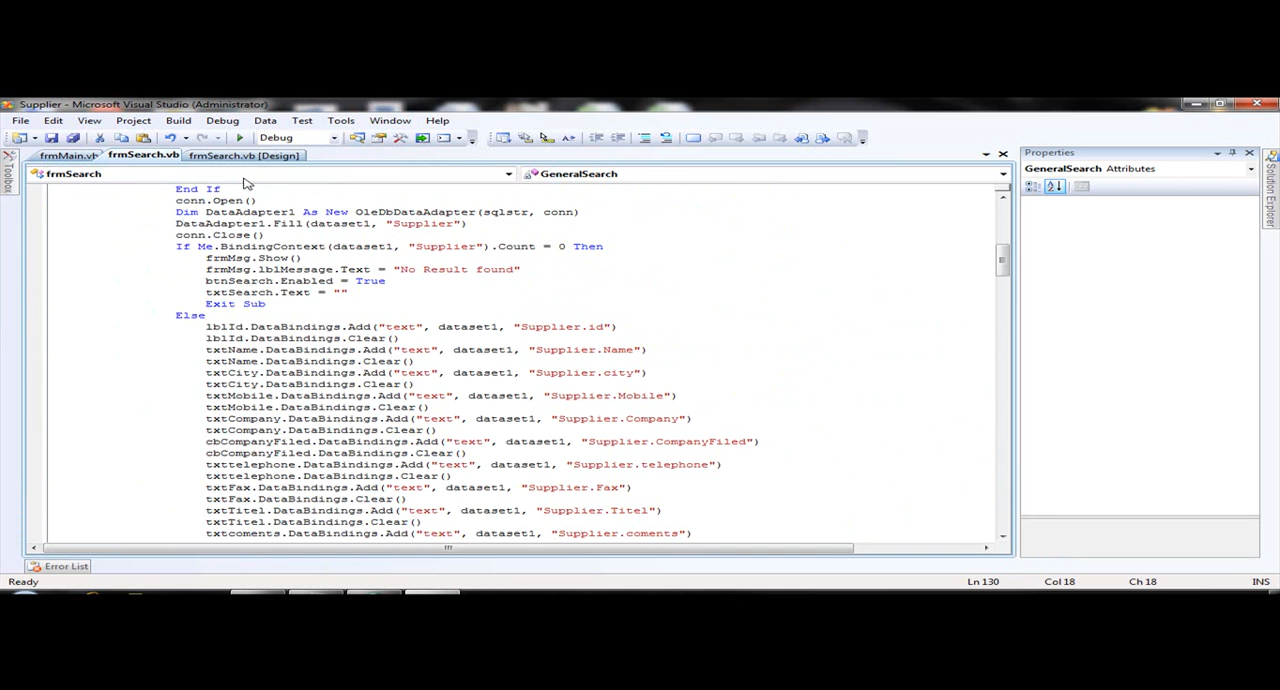 Supplier - Microsoft Visual Studio (Administrator)
File Edit View Project Build Debug Data Test Tools Window Help
Debug
frmMain.vb frmSearch.vb frmSearch.vb [Design]
frmSearch GeneralSearch
End If
conn.Open()
Dim DataAdapter1 As New OleDbDataAdapter(sqlstr, conn)
DataAdapter1.Fill(dataset1, "Supplier")
conn.Close()
If Me.BindingContext(dataset1, "Supplier").Count = 0 Then
frmMsg.Show()
frmMsg.lblMessage.Text = "No Result found"
btnSearch.Enabled = True
txtSearch.Text = ""
Exit Sub
Else
lblId.DataBindings.Add("text", dataset1, "Supplier.id")
lblId.DataBindings.Clear()
txtName.DataBindings.Add("text", dataset1, "Supplier.Name")
txtName.DataBindings.Clear()
txtCity.DataBindings.Add("text", dataset1, "Supplier.city")
txtCity.DataBindings.Clear()
txtMobile.DataBindings.Add("text", dataset1, "Supplier.Mobile")
txtMobile.DataBindings.Clear()
txtCompany.DataBindings.Add("text", dataset1, "Supplier.Company")
txtCompany.DataBindings.Clear()
cbCompanyFiled.DataBindings.Add("text", dataset1, "Supplier.CompanyFiled")
cbCompanyFiled.DataBindings.Clear()
txttelephone.DataBindings.Add("text", dataset1, "Supplier.telephone")
txttelephone.DataBindings.Clear()
txtFax.DataBindings.Add("text", dataset1, "Supplier.Fax")
txtFax.DataBindings.Clear()
txtTitel.DataBindings.Add("text", dataset1, "Supplier.Titel")
txtTitel.DataBindings.Clear()
txtcoments.DataBindings.Add("text", dataset1, "Supplier.coments")
Toolbox
Properties
GeneralSearch Attributes
Solution Explorer
Error List
Ready Ln 130 Col 18 Ch 18 INS